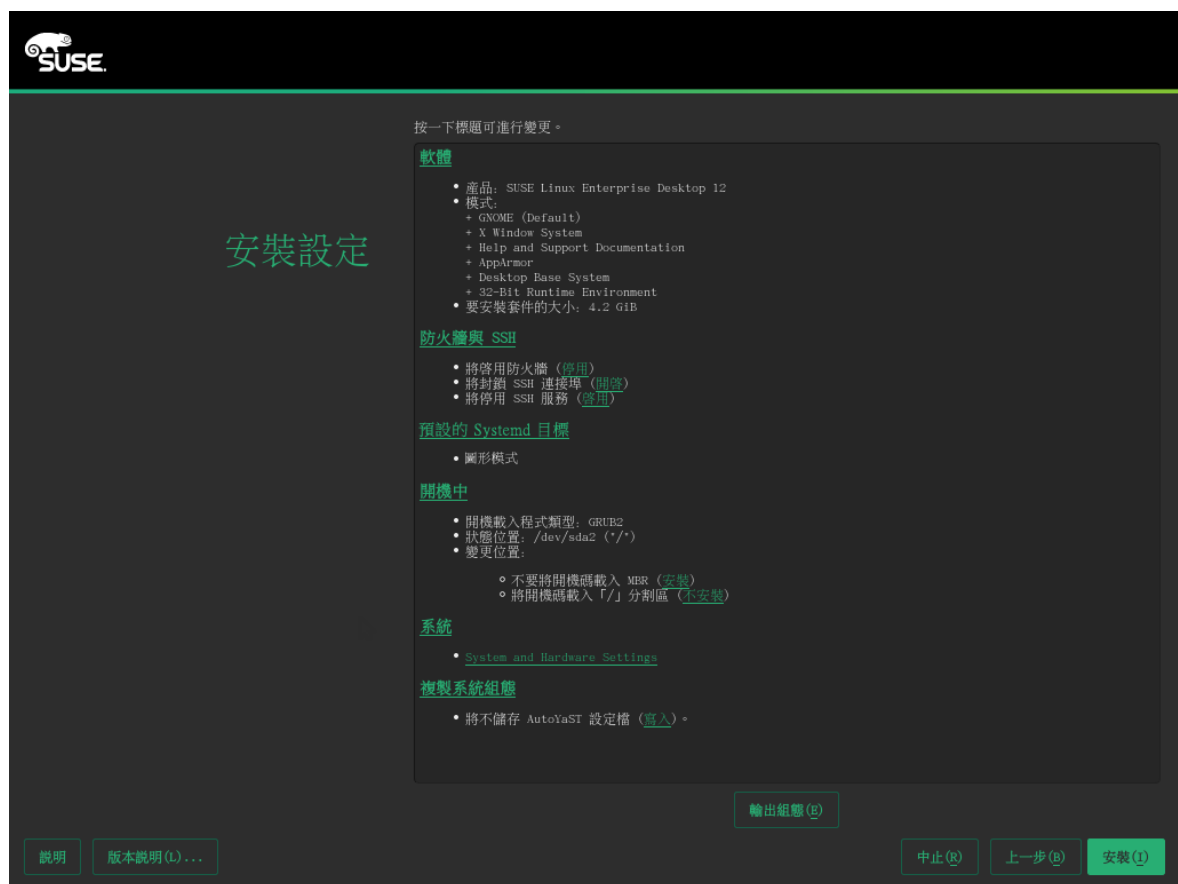 SUSE.
按一下標題可進行變更。
安裝設定
軟體
• 產品: SUSE Linux Enterprise Desktop 12
• 模式:
+ GNOME (Default)
+ X Window System
+ Help and Support Documentation
+ AppArmor
+ Desktop Base System
+ 32-Bit Runtime Environment
• 要安裝套件的大小: 4.2 GiB
防火牆與 SSH
• 將啓用防火牆 (停用)
• 將封鎖 SSH 連接埠 (開啓)
• 將停用 SSH 服務 (啓用)
預設的 Systemd 目標
• 圖形模式
開機中
• 開機載入程式類型: GRUB2
• 狀態位置: /dev/sda2 ("/")
• 變更位置:
不要將開機碼載入 MBR (安裝)
將開機碼載入「/」分割區 (不安裝)
系統
• System and Hardware Settings
複製系統組態
• 將不儲存 AutoYaST 設定檔 (寫入)。
輸出組態(E)
說明 版本說明(L)... 中止(R) 上一步(B) 安裝(I)